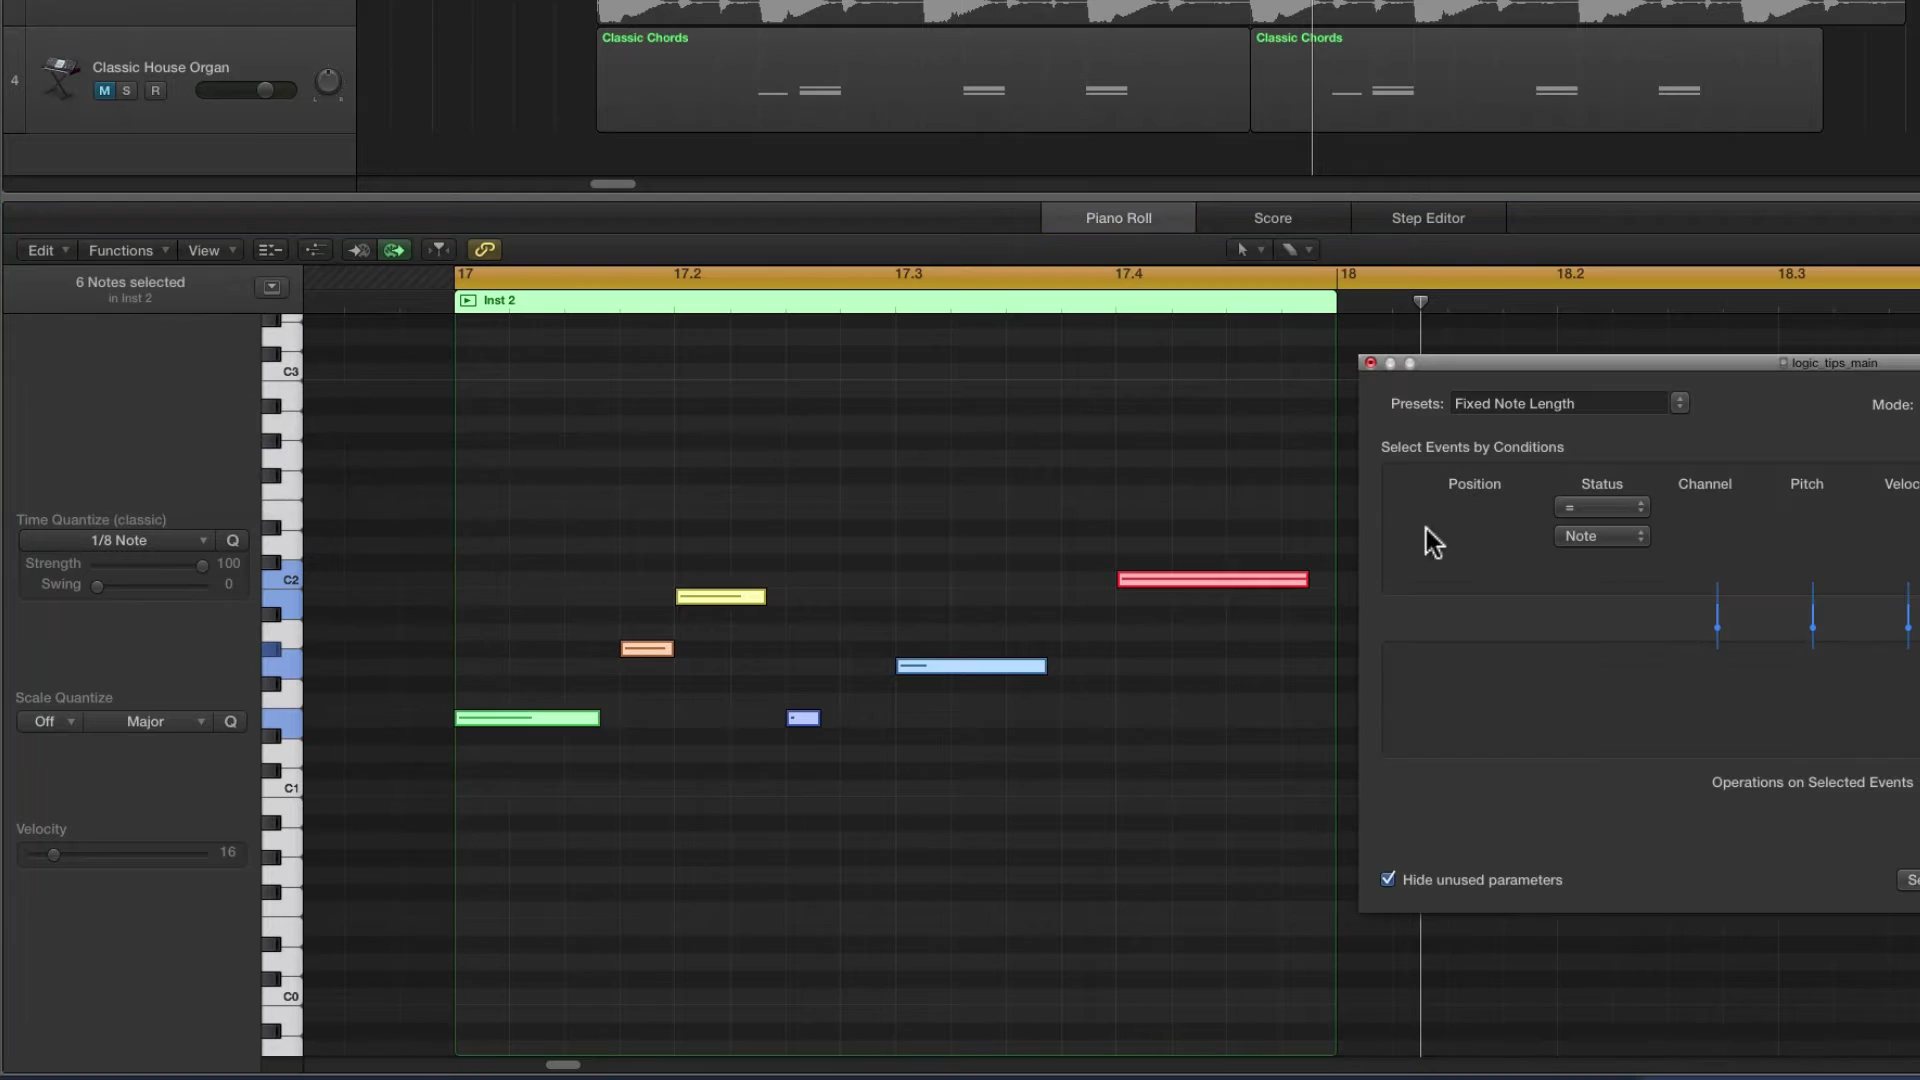 Classic Chords
Classic Chords
4
Classic House Organ
M S R
L R
Piano Roll
Score
Step Editor
Edit
Functions
View
6 Notes selected
in Inst 2
17
17.2
17.3
17.4
18
18.2
18.3
Inst 2
C3
logic_tips_main
Presets: Fixed Note Length
Mode:
Select Events by Conditions
Position
Status
Channel
Pitch
Veloc
=
Note
Time Quantize (classic)
1/8 Note
Q
Strength 100
Swing 0
C2
Scale Quantize
Off
Major
Q
C1
Operations on Selected Events
Velocity
16
Hide unused parameters
Se
C0